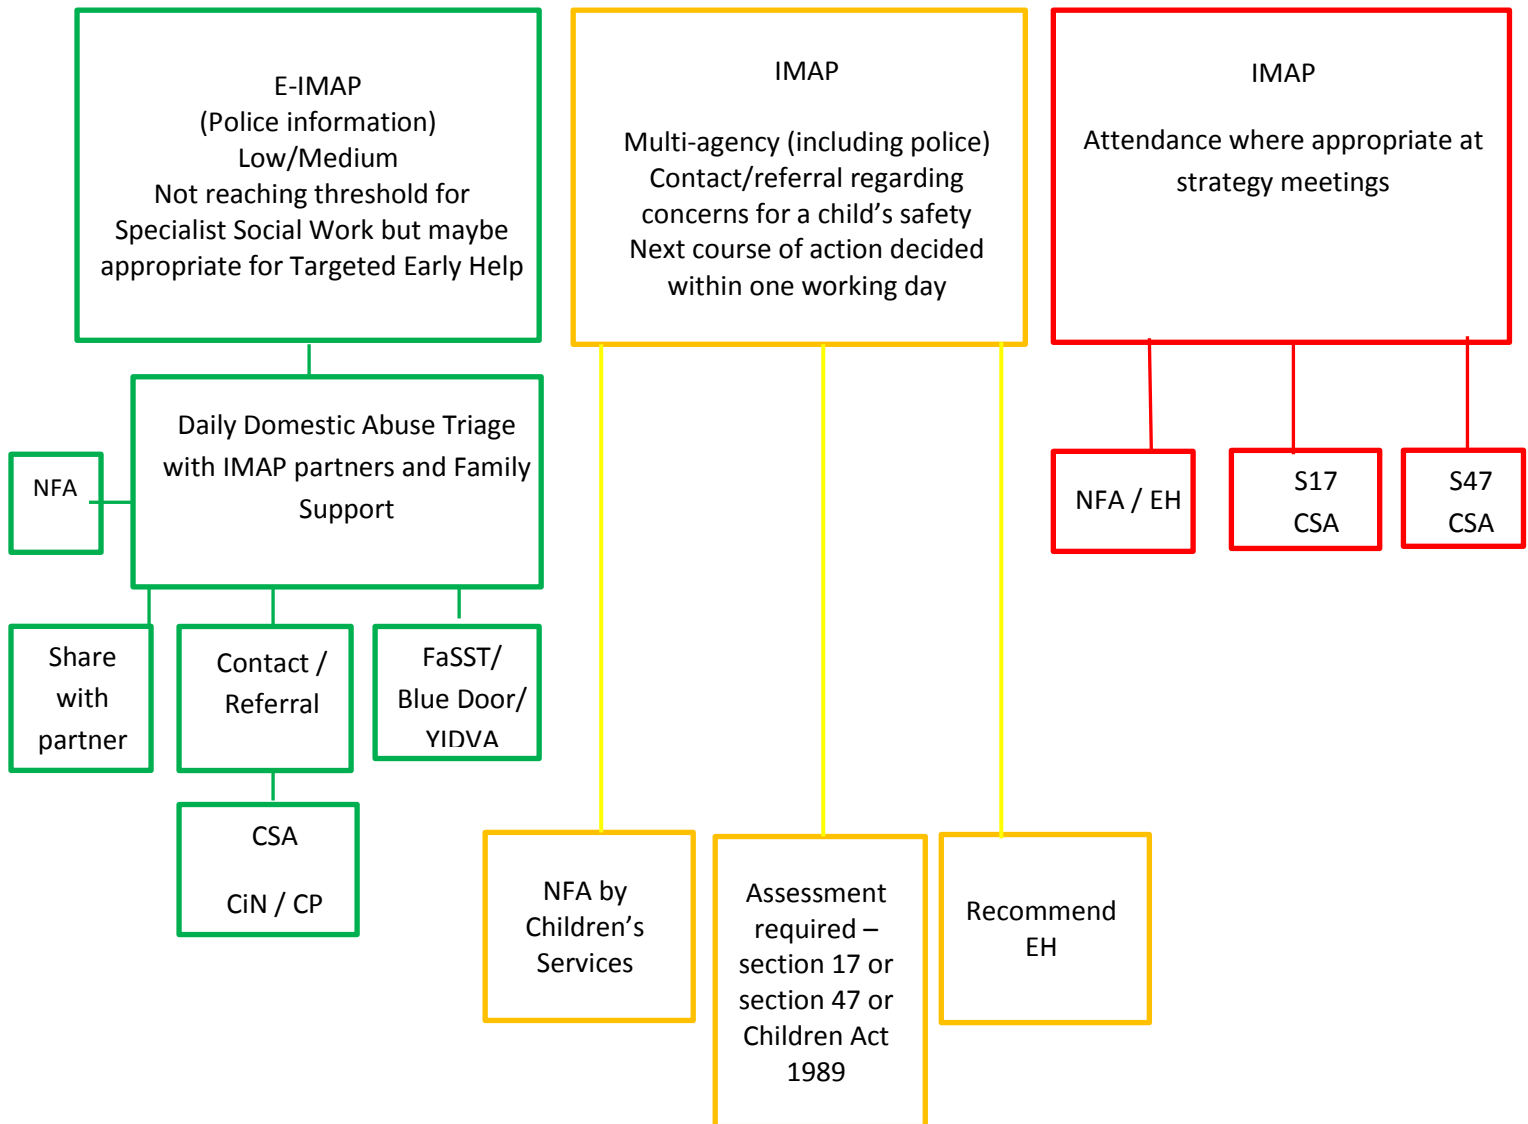 E-IMAP
(Police information)
Low/Medium
Not reaching threshold for
Specialist Social Work but maybe
appropriate for Targeted Early Help
IMAP
Multi-agency (including police)
Contact/referral regarding
concerns for a child’s safety
Next course of action decided
within one working day
IMAP
Attendance where appropriate at
strategy meetings
Daily Domestic Abuse Triage
with IMAP partners and Family
Support
NFA
NFA / EH
S17
CSA
S47
CSA
Share
with
partner
Contact /
Referral
FaSST/
Blue Door/
YIDVA
CSA
CiN / CP
NFA by
Children’s
Services
Assessment
required –
section 17 or
section 47 or
Children Act
1989
Recommend
EH